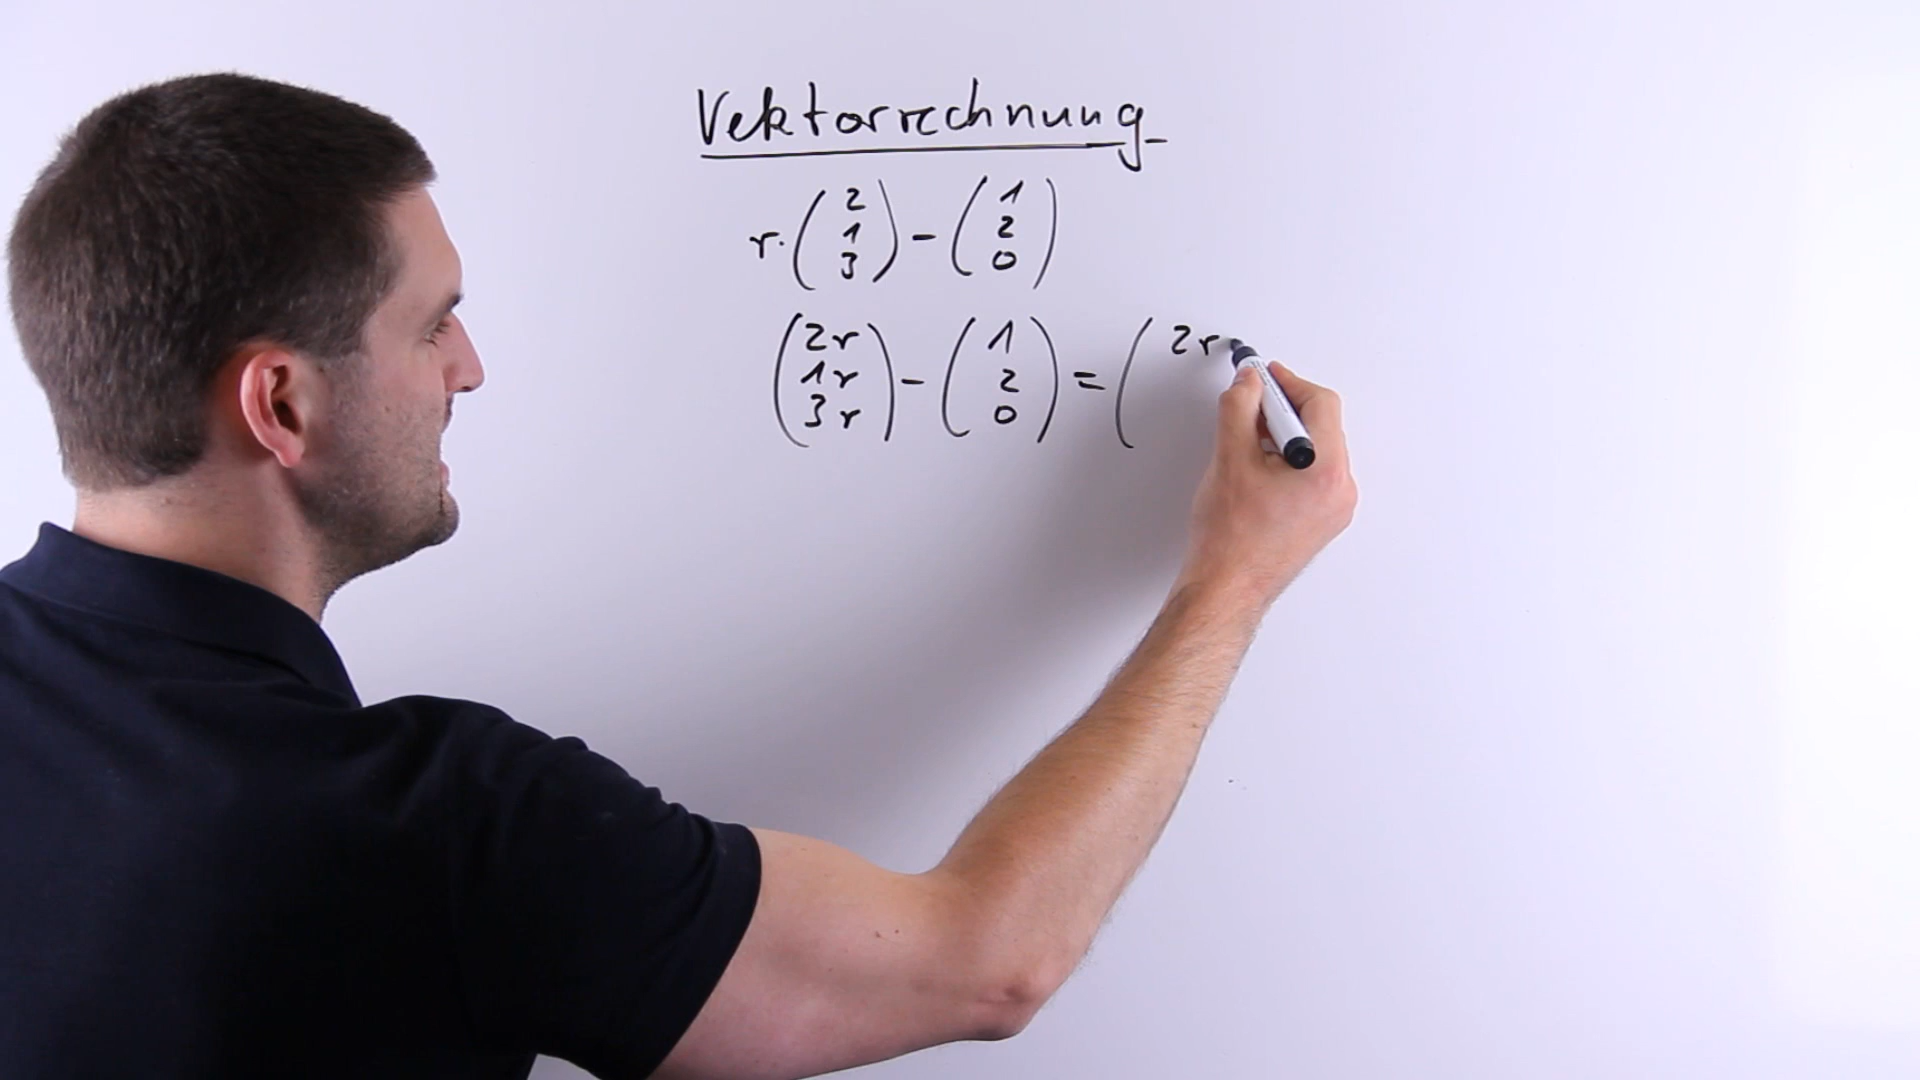 Vektorrechnung
r· (2 1 3) - (1 2 0)
(2r 1r 3r) - (1 2 0) = ( 2r